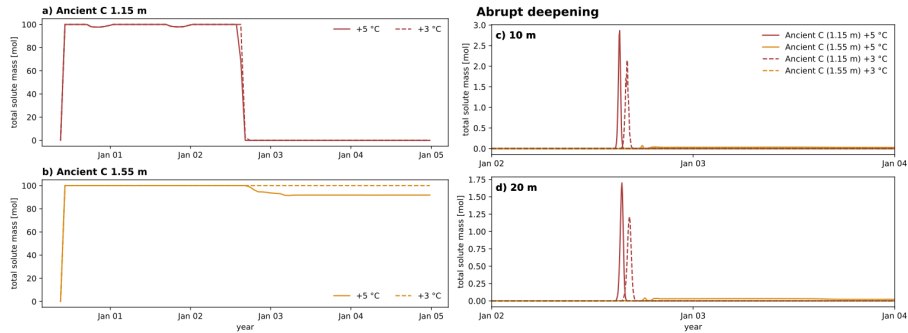 a) Ancient C 1.15 m
100
80
60
40
20
0
total solute mass [mol]
+5 °C
+3 °C
Jan 01
Jan 02
Jan 03
Jan 04
Jan 05
b) Ancient C 1.55 m
100
80
60
40
20
0
total solute mass [mol]
+5 °C
+3 °C
Jan 01
Jan 02
Jan 03
Jan 04
Jan 05
year
Abrupt deepening
c) 10 m
3.0
2.5
2.0
1.5
1.0
0.5
0.0
total solute mass [mol]
Ancient C (1.15 m) +5 °C
Ancient C (1.55 m) +5 °C
Ancient C (1.15 m) +3 °C
Ancient C (1.55 m) +3 °C
Jan 02
Jan 03
Jan 04
d) 20 m
1.75
1.50
1.25
1.00
0.75
0.50
0.25
0.00
total solute mass [mol]
Jan 02
Jan 03
Jan 04
year